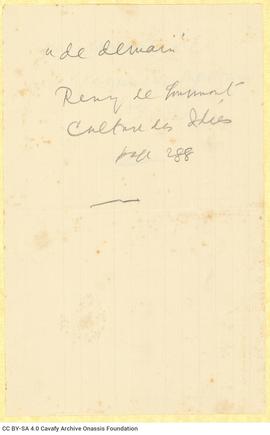 "de demain"
Remy de Gourmont
Culture des Idées
page 288
CC BY-SA 4.0 Cavafy Archive Onassis Foundation